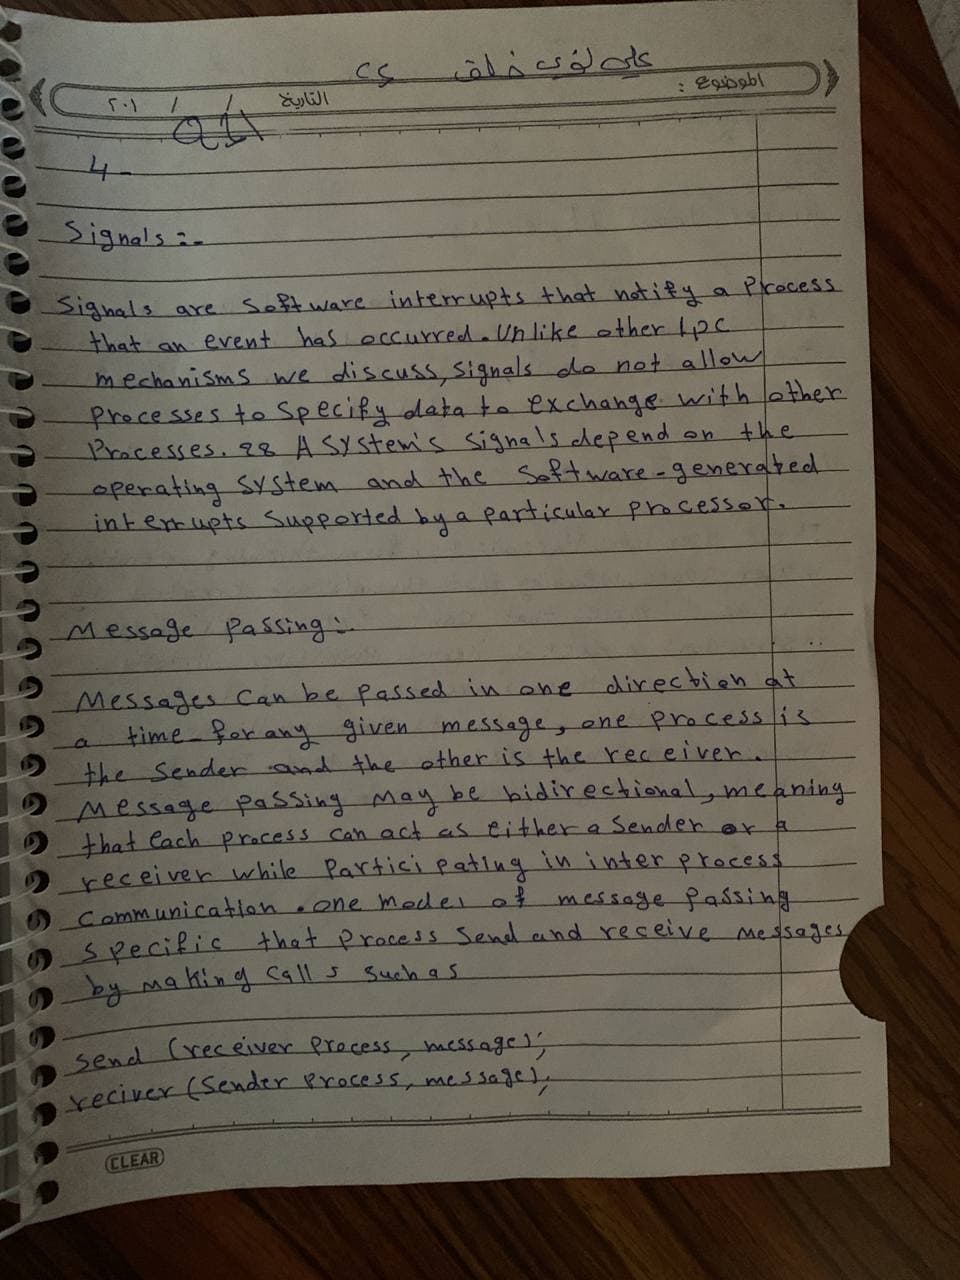 علي لؤي خلف CS
الموضوع :
التاريخ / / ٢٠١
4-
Signals:-
Signals are Software interrupts that notify a Process
that an event has occurred. Unlike other Ipc
mechanisms we discuss, signals do not allow
Processes to specify data to exchange with other
Processes. 28 A SYstem's signals depend on the
operating SYstem and the Software-generated
interrupts Supported by a particular processor.
Message Passing:-
Messages can be passed in one direction at
a time for any given message, one process is
the Sender and the other is the receiver.
Message passing may be bidirectional, meaning
that each process can act as either a Sender or a
receiver while Participating in inter process
Communication. one model of message passing
specific that process send and receive messages
by making calls such as
send (receiver Process, message);
reciver (Sender process, message);
CLEAR